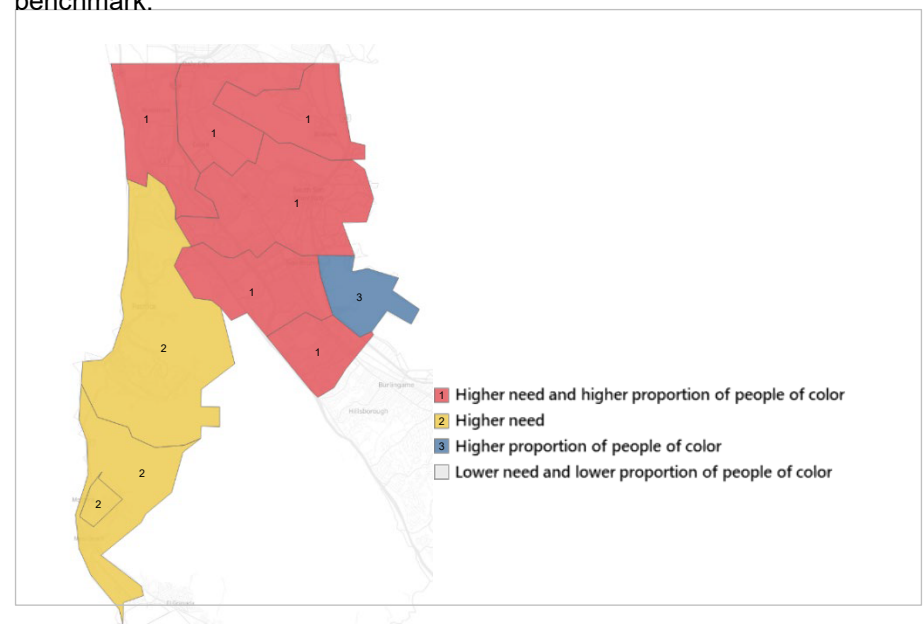 benchmark.
1
1
1
1
1
3
2
1
Burlingame
Hillsborough
1 Higher need and higher proportion of people of color
2 Higher need
3 Higher proportion of people of color
Lower need and lower proportion of people of color
2
2